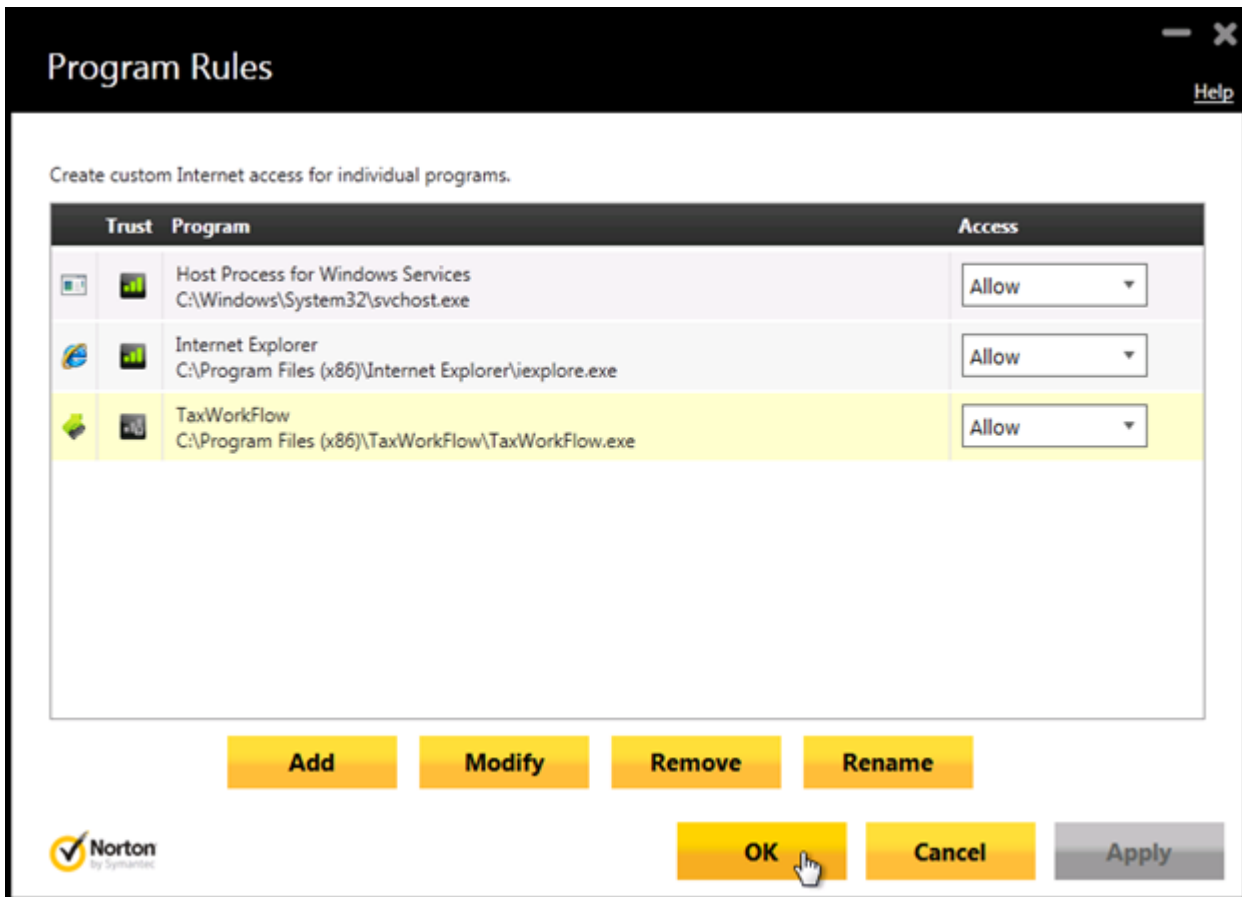 Program Rules
Help
Create custom Internet access for individual programs.
Trust Program Access
Host Process for Windows Services
C:\Windows\System32\svchost.exe
Allow
Internet Explorer
C:\Program Files (x86)\Internet Explorer\iexplore.exe
Allow
TaxWorkFlow
C:\Program Files (x86)\TaxWorkFlow\TaxWorkFlow.exe
Allow
Add Modify Remove Rename
Norton
by Symantec
OK Cancel Apply